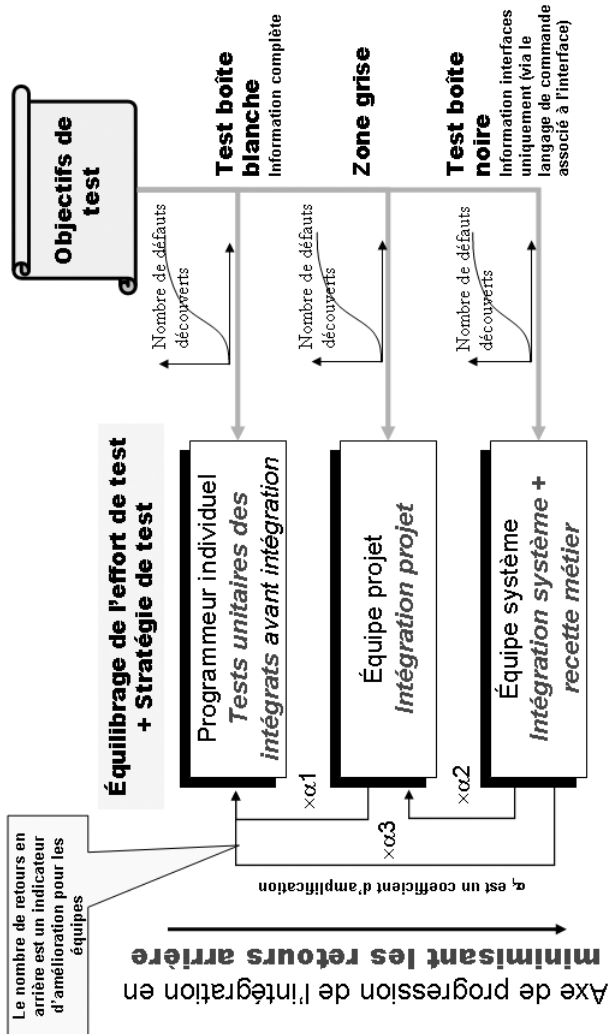 Le nombre de retours en
arrière est un indicateur
d'amélioration pour les
équipes
Équilibrage de l'effort de test
+ Stratégie de test
Objectifs de
test
Programmeur individuel
Tests unitaires des
intégrats avant intégration
Nombre de défauts
découverts
Test boîte
blanche
Information complète
×α1
Équipe projet
Intégration projet
Nombre de défauts
découverts
Zone grise
×α2
×α3
Équipe système
Intégration système +
recette métier
Nombre de défauts
découverts
Test boîte
noire
Information interfaces
uniquement (via le
langage de commande
associé à l'interface)
αᵢ est un coefficient d'amplification
Axe de progression de l'intégration en
minimisant les retours arrière